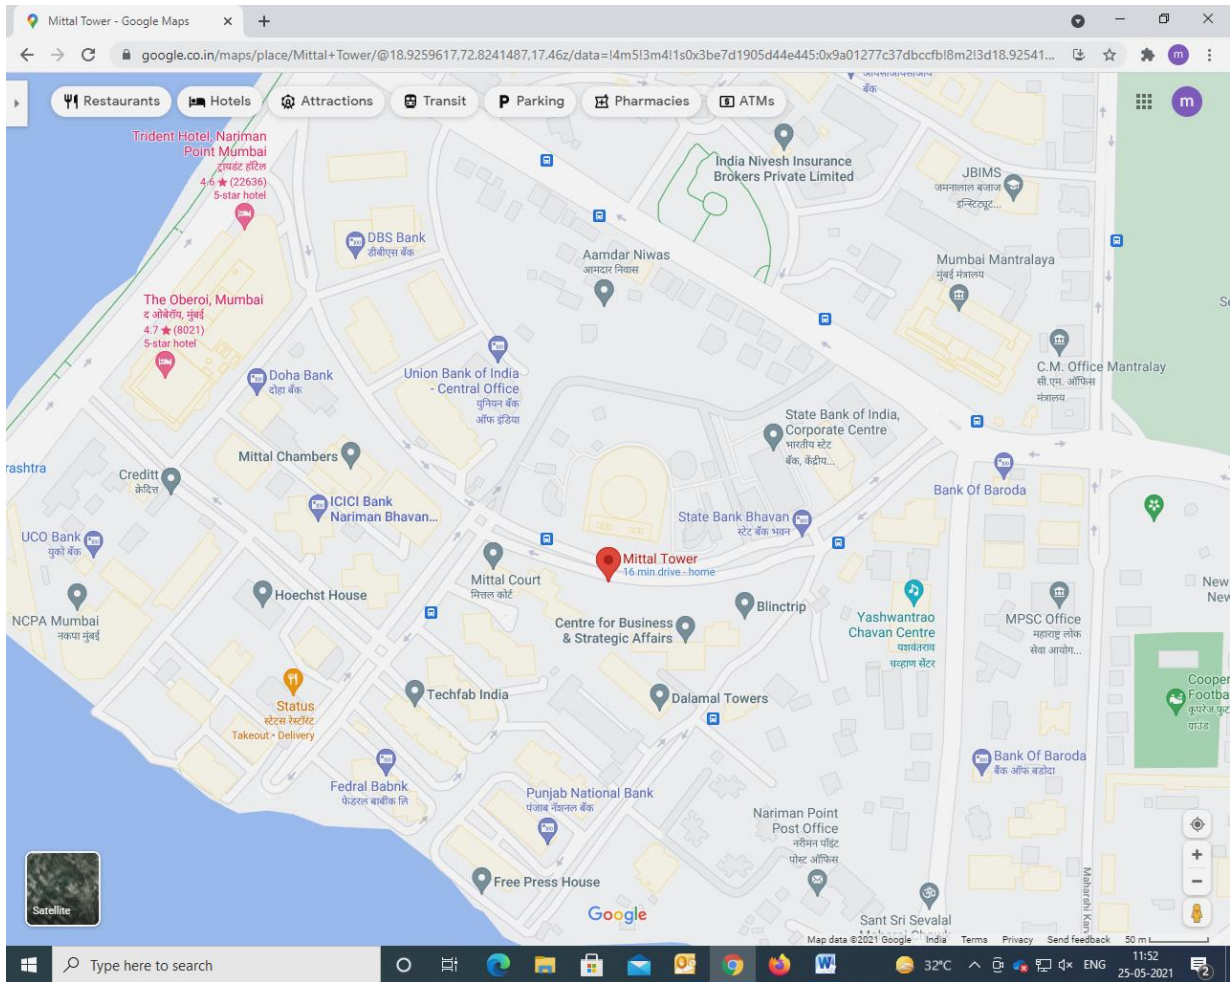 Mittal Tower - Google Maps
google.co.in/maps/place/Mittal+Tower/@18.9259617,72.8241487,17.46z/data=!4m5!3m4!1s0x3be7d1905d44e445:0x9a01277c37dbccfb!8m2!3d18.92541...
m
Restaurants
Hotels
Attractions
Transit
Parking
Pharmacies
ATMs
m
बँक
Trident Hotel, Nariman
Point Mumbai
ट्रायडंट हॉटेल
4.6 ★ (22636)
5-star hotel
India Nivesh Insurance
Brokers Private Limited
JBIMS
जमनालाल बजाज
इन्स्टिट्यूट...
DBS Bank
डीबीएस बँक
Aamdar Niwas
आमदार निवास
Mumbai Mantralaya
मुंबई मंत्रालय
The Oberoi, Mumbai
द ओबेरॉय, मुंबई
4.7 ★ (8021)
5-star hotel
C.M. Office Mantralay
सी.एम. ऑफिस
मंत्रालय
Doha Bank
दोहा बँक
Union Bank of India
- Central Office
युनियन बँक
ऑफ इंडिया
State Bank of India,
Corporate Centre
भारतीय स्टेट
बँक, केंद्रीय...
Mittal Chambers
rashtra
Creditt
क्रेदित्त
ICICI Bank
Nariman Bhavan...
Bank Of Baroda
State Bank Bhavan
स्टेट बँक भवन
UCO Bank
युको बँक
Mittal Tower
16 min drive - home
Mittal Court
मित्तल कोर्ट
Hoechst House
Blinctrip
NCPA Mumbai
नकपा मुंबई
Centre for Business
& Strategic Affairs
Yashwantrao
Chavan Centre
यशवंतराव
चव्हाण सेंटर
MPSC Office
महाराष्ट्र लोक
सेवा आयोग...
New
New
Status
स्टेटस रेस्टॉरंट
Takeout • Delivery
Techfab India
Dalamal Towers
Cooper
Footba
कूपरेज फुट
ग्राउंड
Bank Of Baroda
बैंक ऑफ बडोदा
Fedral Babnk
फेडरल बाबींक लि
Punjab National Bank
पंजाब नॅशनल बँक
Nariman Point
Post Office
नरीमन पॉइंट
पोस्ट ऑफिस
Free Press House
Sant Sri Sevalal
Maharshi Karv
Satellite
Google
Map data ©2021 Google India Terms Privacy Send feedback 50 m
Type here to search
32°C
ENG
11:52
25-05-2021
2